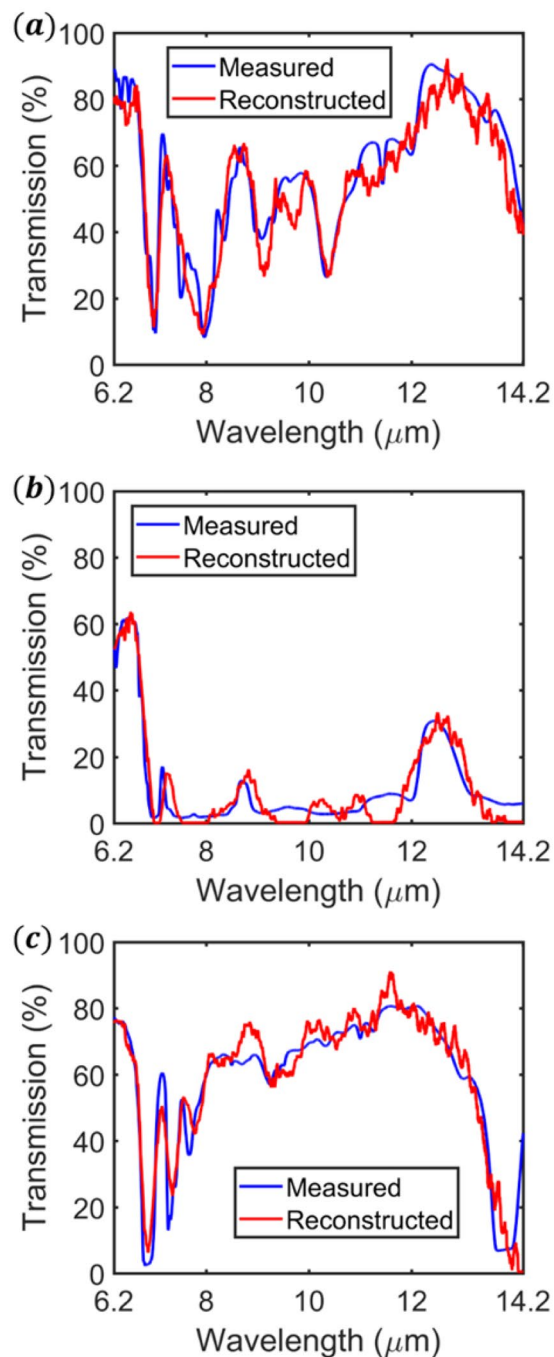 (a)
100
Measured
Reconstructed
80
60
40
20
0
Transmission (%)
6.2 8 10 12 14.2
Wavelength (μm)
(b)
100
Measured
Reconstructed
80
60
40
20
0
Transmission (%)
6.2 8 10 12 14.2
Wavelength (μm)
(c)
100
80
60
40
20
0
Transmission (%)
Measured
Reconstructed
6.2 8 10 12 14.2
Wavelength (μm)